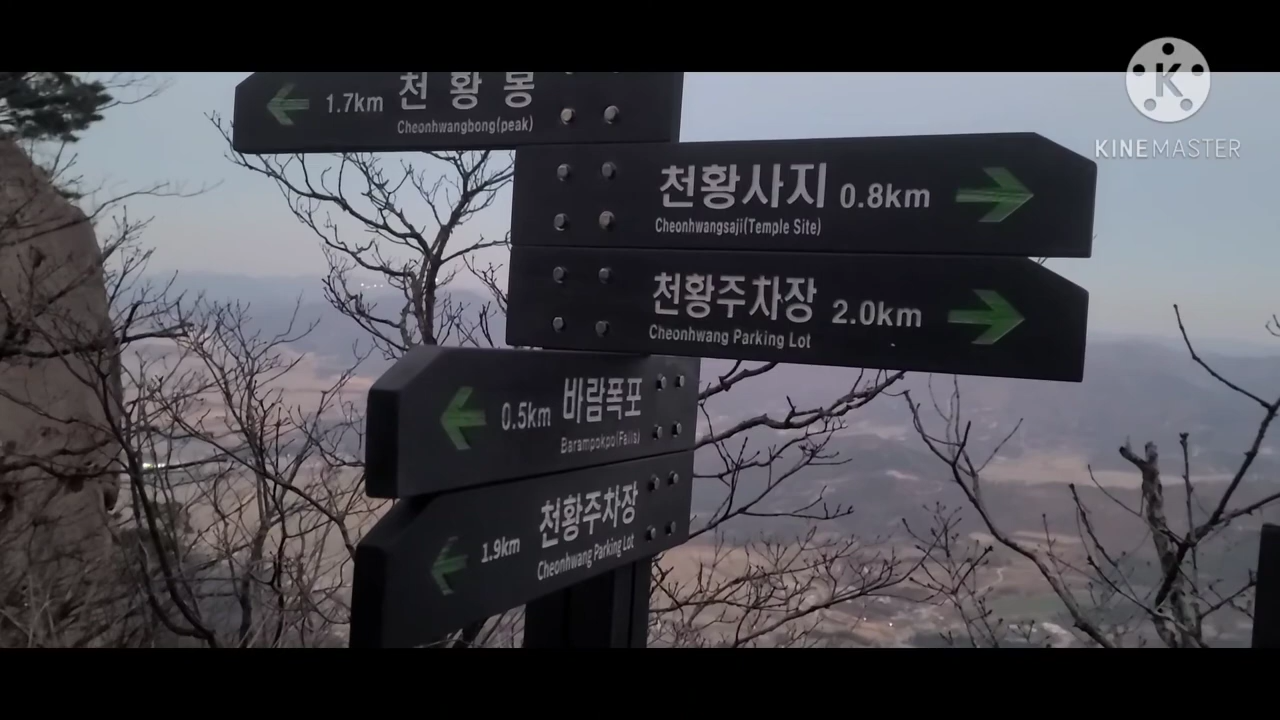 1.7km 천황봉
Cheonhwangbong(peak)
천황사지 0.8km
Cheonhwangsaji(Temple Site)
천황주차장 2.0km
Cheonhwang Parking Lot
0.5km 바람폭포
Barampokpo(Falls)
1.9km 천황주차장
Cheonhwang Parking Lot
K
KINEMASTER